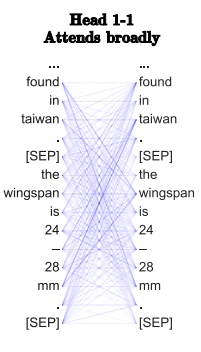 Head 1-1
Attends broadly
... ...
found found
in in
taiwan taiwan
. .
[SEP] [SEP]
the the
wingspan wingspan
is is
24 24
– –
28 28
mm mm
. .
[SEP] [SEP]